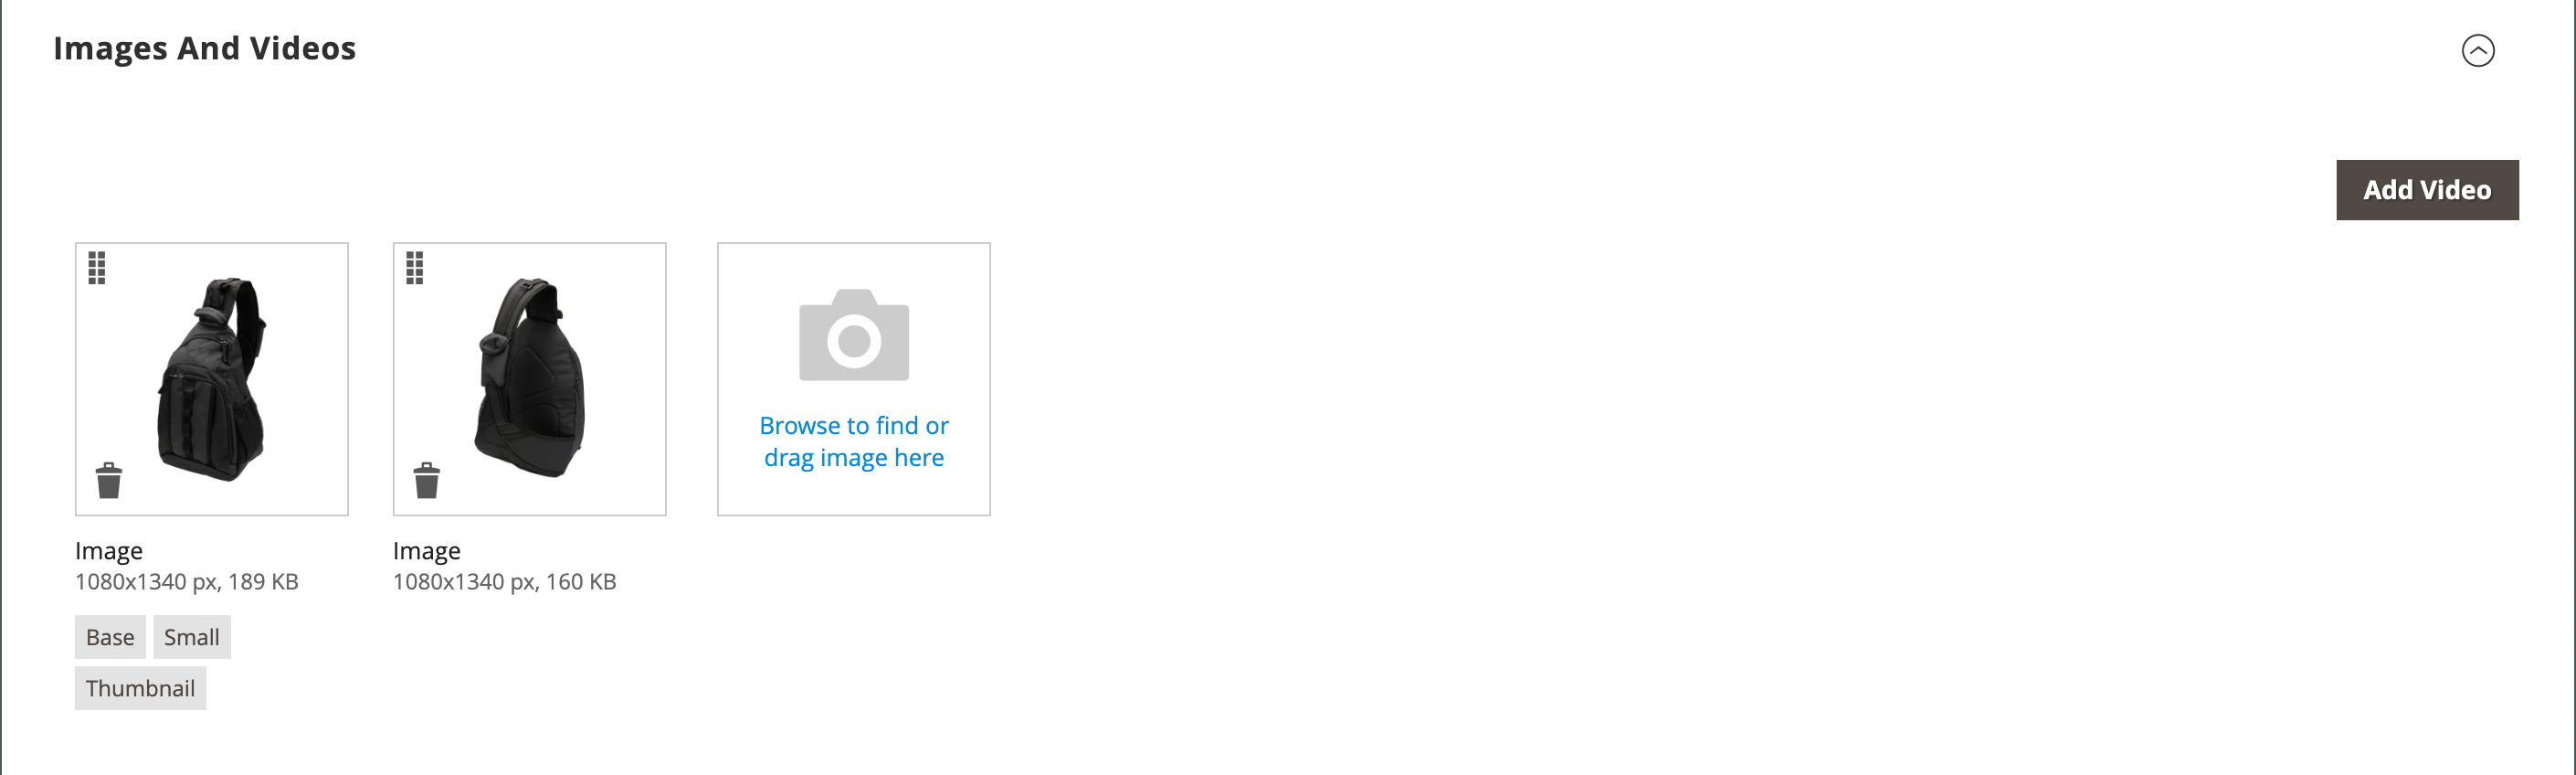 Images And Videos
Add Video
Browse to find or
drag image here
Image
1080x1340 px, 189 KB
Base
Small
Thumbnail
Image
1080x1340 px, 160 KB